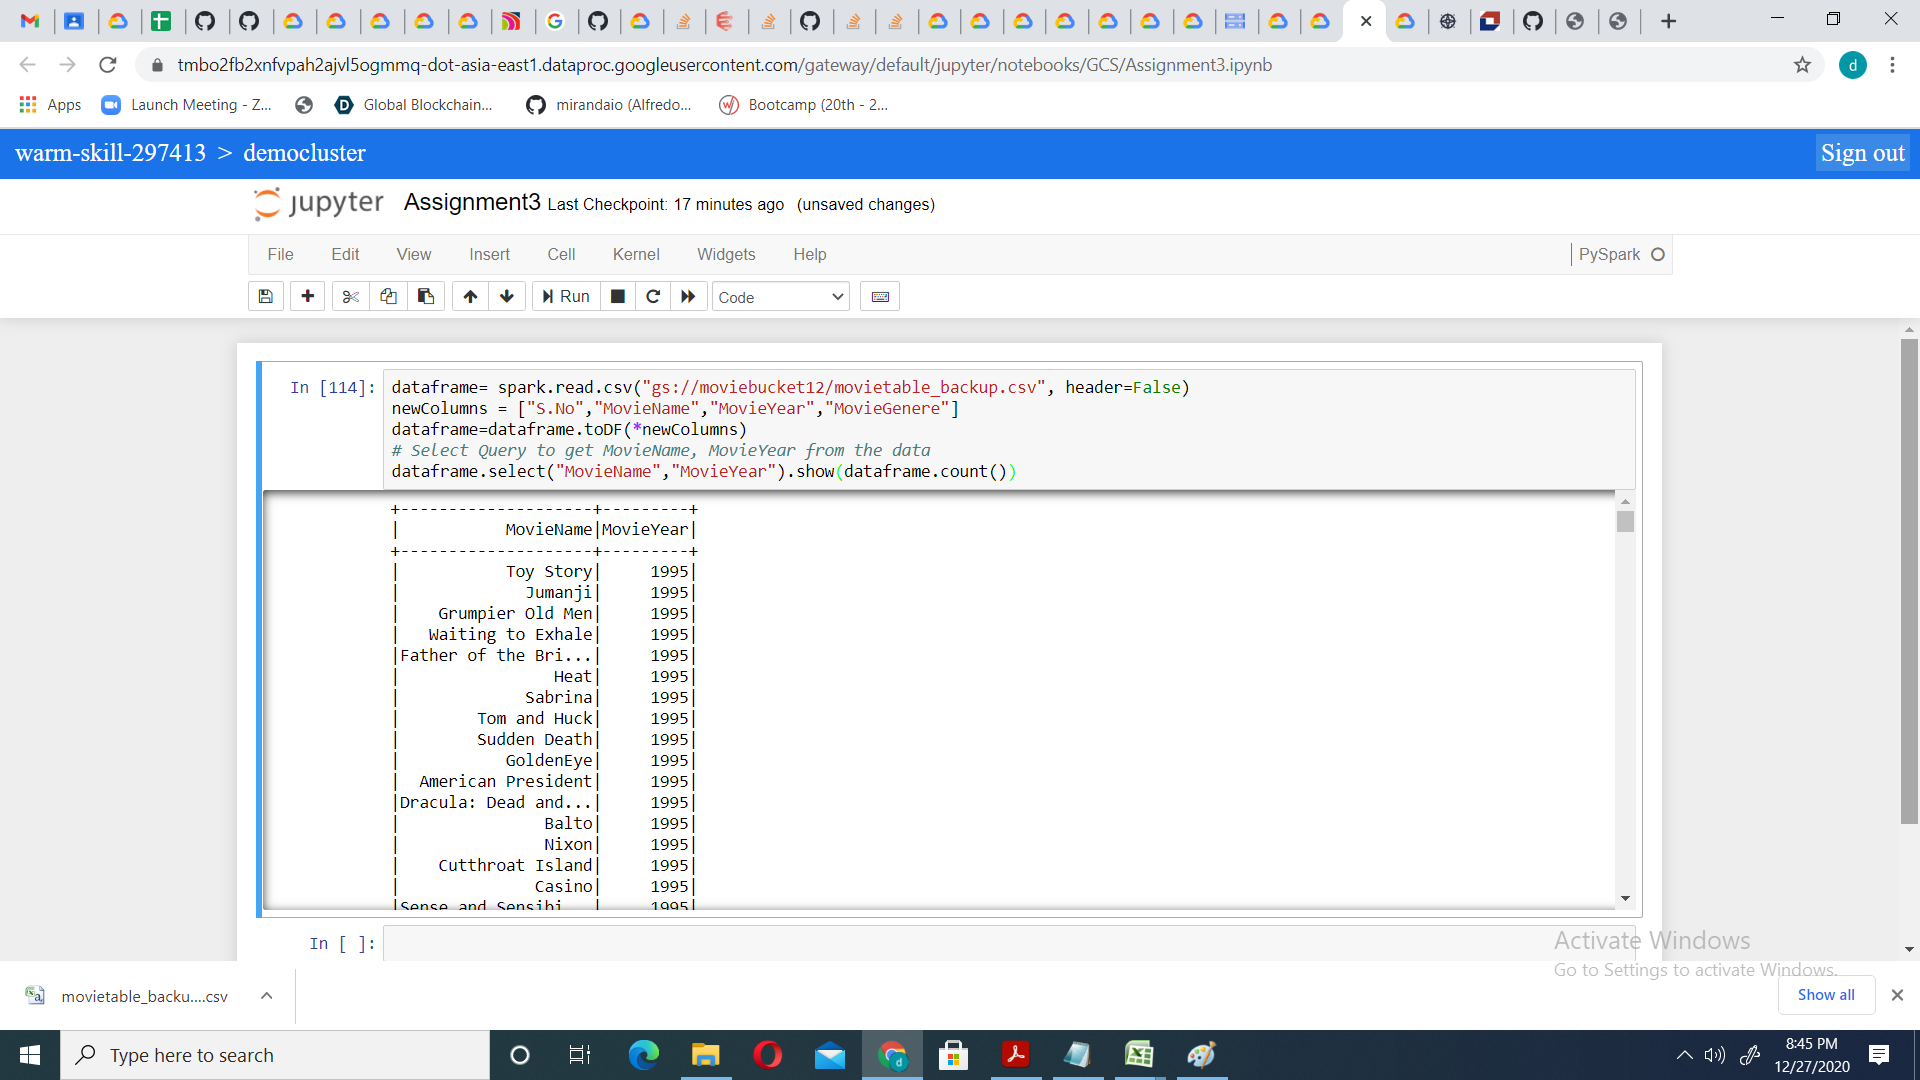 tmbo2fb2xnfvpah2ajvl5ogmmq-dot-asia-east1.dataproc.googleusercontent.com/gateway/default/jupyter/notebooks/GCS/Assignment3.ipynb
d
Apps
Launch Meeting - Z...
Global Blockchain...
mirandaio (Alfredo...
Bootcamp (20th - 2...
warm-skill-297413 > democluster
Sign out
jupyter Assignment3 Last Checkpoint: 17 minutes ago (unsaved changes)
File Edit View Insert Cell Kernel Widgets Help
PySpark
Run
Code
In [114]: dataframe= spark.read.csv("gs://moviebucket12/movietable_backup.csv", header=False)
newColumns = ["S.No","MovieName","MovieYear","MovieGenere"]
dataframe=dataframe.toDF(*newColumns)
# Select Query to get MovieName, MovieYear from the data
dataframe.select("MovieName","MovieYear").show(dataframe.count())
+--------------------+---------+
|           MovieName|MovieYear|
+--------------------+---------+
|           Toy Story|     1995|
|             Jumanji|     1995|
|    Grumpier Old Men|     1995|
|   Waiting to Exhale|     1995|
|Father of the Bri...|     1995|
|                Heat|     1995|
|             Sabrina|     1995|
|        Tom and Huck|     1995|
|        Sudden Death|     1995|
|           GoldenEye|     1995|
|  American President|     1995|
|Dracula: Dead and...|     1995|
|               Balto|     1995|
|               Nixon|     1995|
|    Cutthroat Island|     1995|
|              Casino|     1995|
|Sense and Sensibi...|     1995|
In [ ]:
Activate Windows
Go to Settings to activate Windows.
movietable_backu....csv
Show all
Type here to search
8:45 PM
12/27/2020